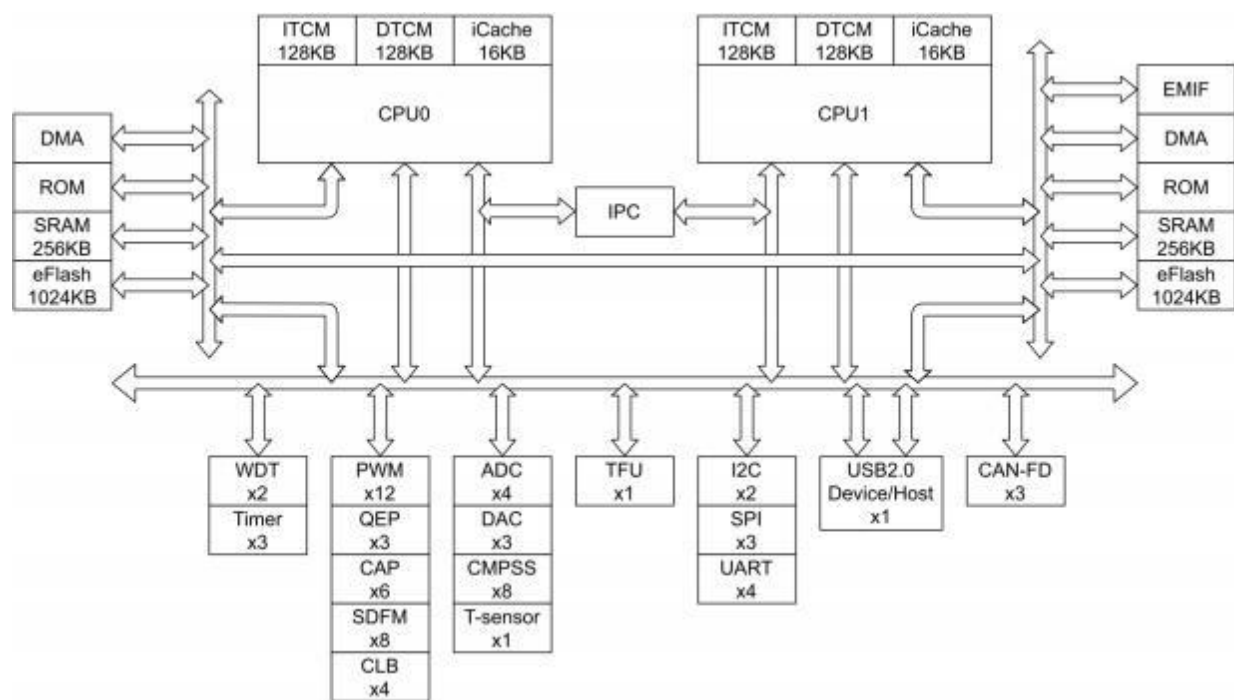 ITCM
128KB
DTCM
128KB
iCache
16KB
CPU0
ITCM
128KB
DTCM
128KB
iCache
16KB
CPU1
DMA
ROM
SRAM
256KB
eFlash
1024KB
IPC
EMIF
DMA
ROM
SRAM
256KB
eFlash
1024KB
WDT
x2
Timer
x3
PWM
x12
QEP
x3
CAP
x6
SDFM
x8
CLB
x4
ADC
x4
DAC
x3
CMPSS
x8
T-sensor
x1
TFU
x1
I2C
x2
SPI
x3
UART
x4
USB2.0
Device/Host
x1
CAN-FD
x3